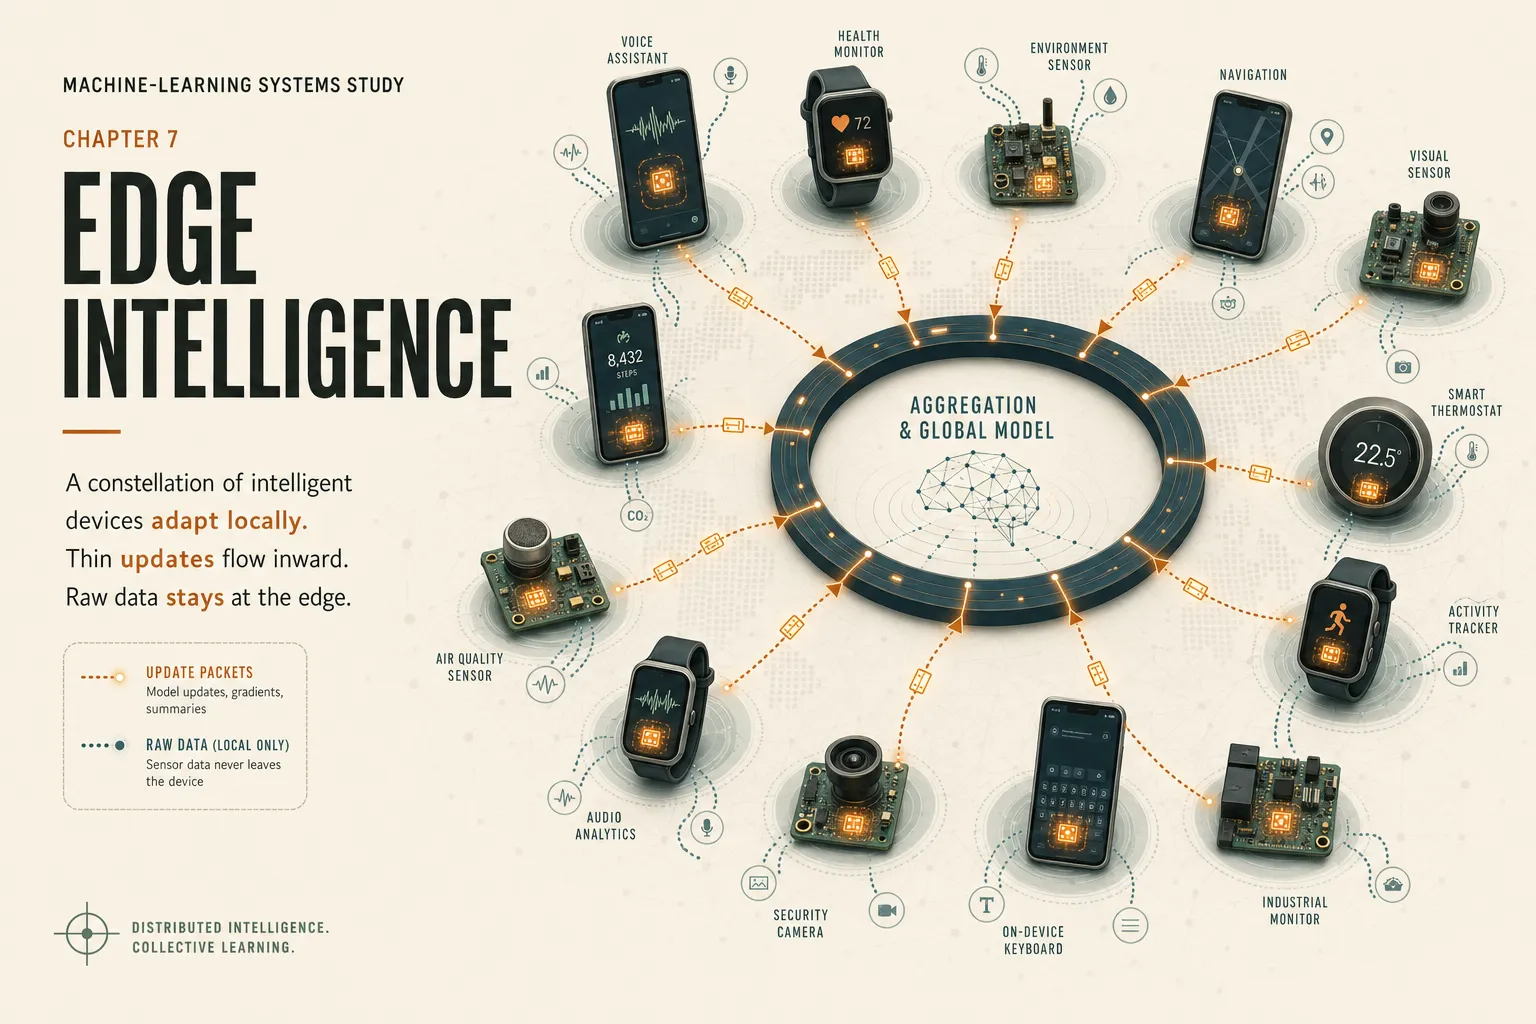 MACHINE-LEARNING SYSTEMS STUDY
CHAPTER 7
EDGE
INTELLIGENCE
A constellation of intelligent
devices adapt locally.
Thin updates flow inward.
Raw data stays at the edge.
UPDATE PACKETS
Model updates, gradients,
summaries
RAW DATA (LOCAL ONLY)
Sensor data never leaves
the device
DISTRIBUTED INTELLIGENCE.
COLLECTIVE LEARNING.
VOICE
ASSISTANT
HEALTH
MONITOR
72
ENVIRONMENT
SENSOR
NAVIGATION
VISUAL
SENSOR
8,432
STEPS
CO₂
AGGREGATION
& GLOBAL MODEL
SMART
THERMOSTAT
22.5°
AIR QUALITY
SENSOR
ACTIVITY
TRACKER
AUDIO
ANALYTICS
SECURITY
CAMERA
T
ON-DEVICE
KEYBOARD
INDUSTRIAL
MONITOR